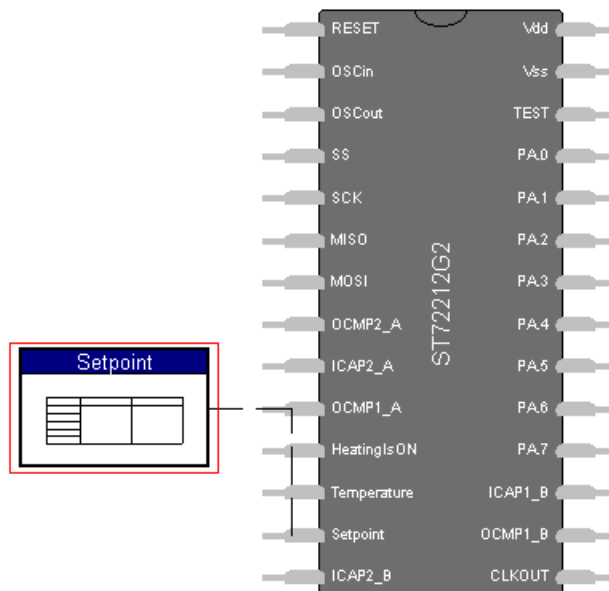 RESET
OSCin
OSCout
SS
SCK
MISO
MOSI
OCMP2_A
ICAP2_A
OCMP1_A
HeatingIsON
Temperature
Setpoint
ICAP2_B
ST72212G2
Vdd
Vss
TEST
PA.0
PA.1
PA.2
PA.3
PA.4
PA.5
PA.6
PA.7
ICAP1_B
OCMP1_B
CLKOUT
Setpoint